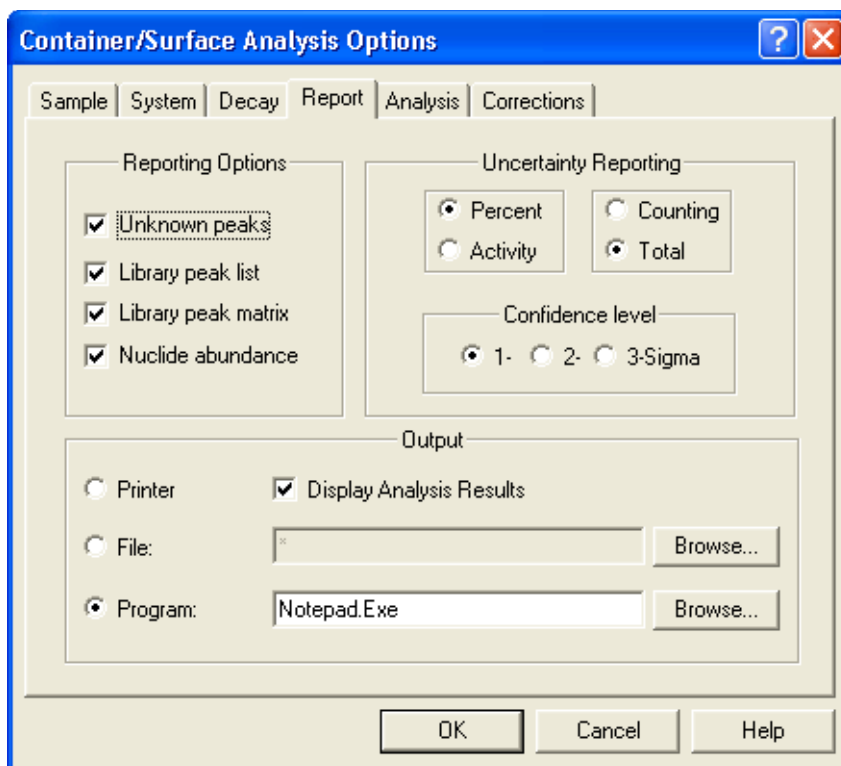 Container/Surface Analysis Options
Sample System Decay Report Analysis Corrections
Reporting Options
Unknown peaks
Library peak list
Library peak matrix
Nuclide abundance
Uncertainty Reporting
Percent Counting
Activity Total
Confidence level
1- 2- 3-Sigma
Output
Printer Display Analysis Results
File: * Browse...
Program: Notepad.Exe Browse...
OK Cancel Help